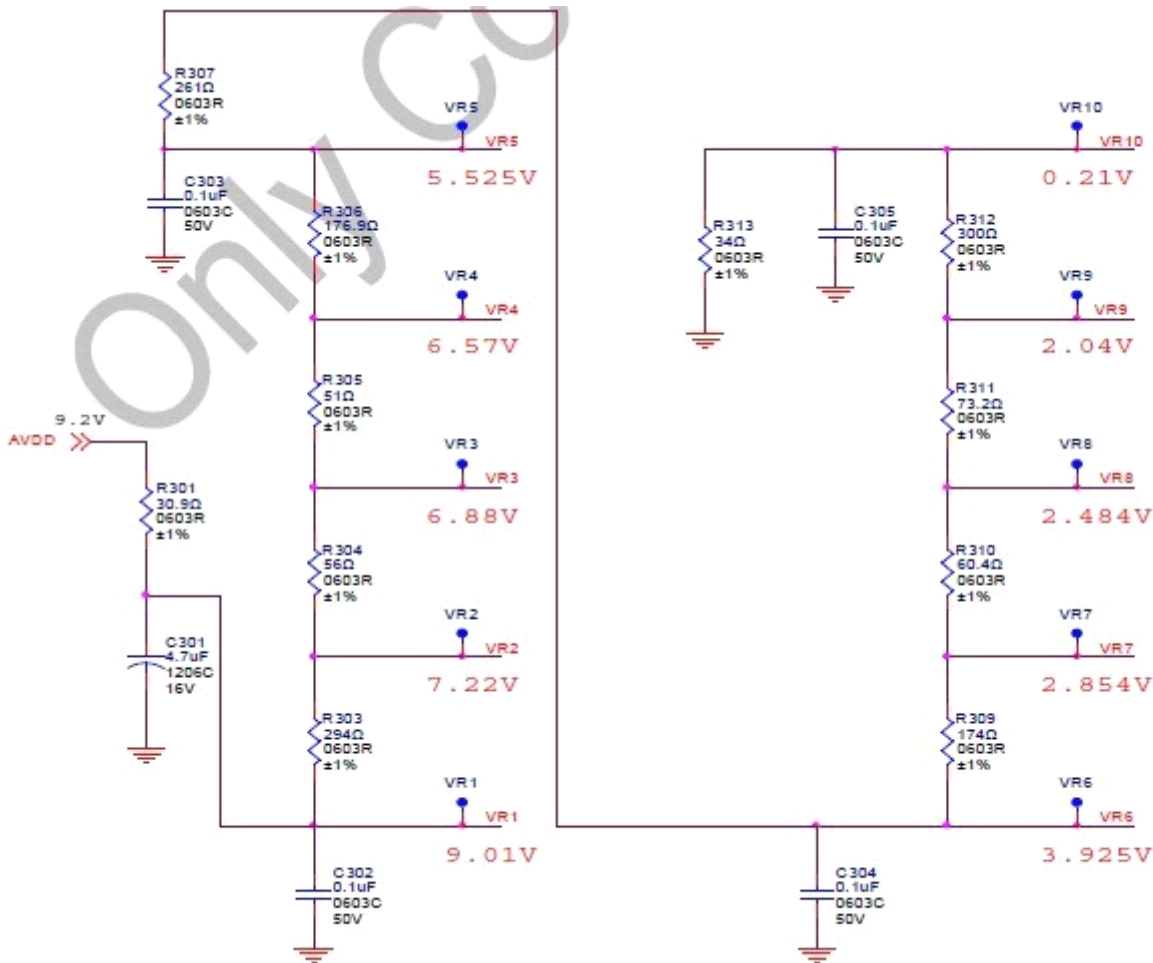 Only Co
R307
261Ω
0603R
±1%
VR5
VR5
5.525V
C303
0.1uF
0603C
50V
R306
176.9Ω
0603R
±1%
VR4
VR4
6.57V
R305
51Ω
0603R
±1%
9.2V
AVDD
R301
30.9Ω
0603R
±1%
VR3
VR3
6.88V
R304
56Ω
0603R
±1%
C301
4.7uF
1206C
16V
VR2
VR2
7.22V
R303
294Ω
0603R
±1%
VR1
VR1
9.01V
C302
0.1uF
0603C
50V
VR10
VR10
0.21V
R313
34Ω
0603R
±1%
C305
0.1uF
0603C
50V
R312
300Ω
0603R
±1%
VR9
VR9
2.04V
R311
73.2Ω
0603R
±1%
VR8
VR8
2.484V
R310
60.4Ω
0603R
±1%
VR7
VR7
2.854V
R309
174Ω
0603R
±1%
VR6
VR6
3.925V
C304
0.1uF
0603C
50V